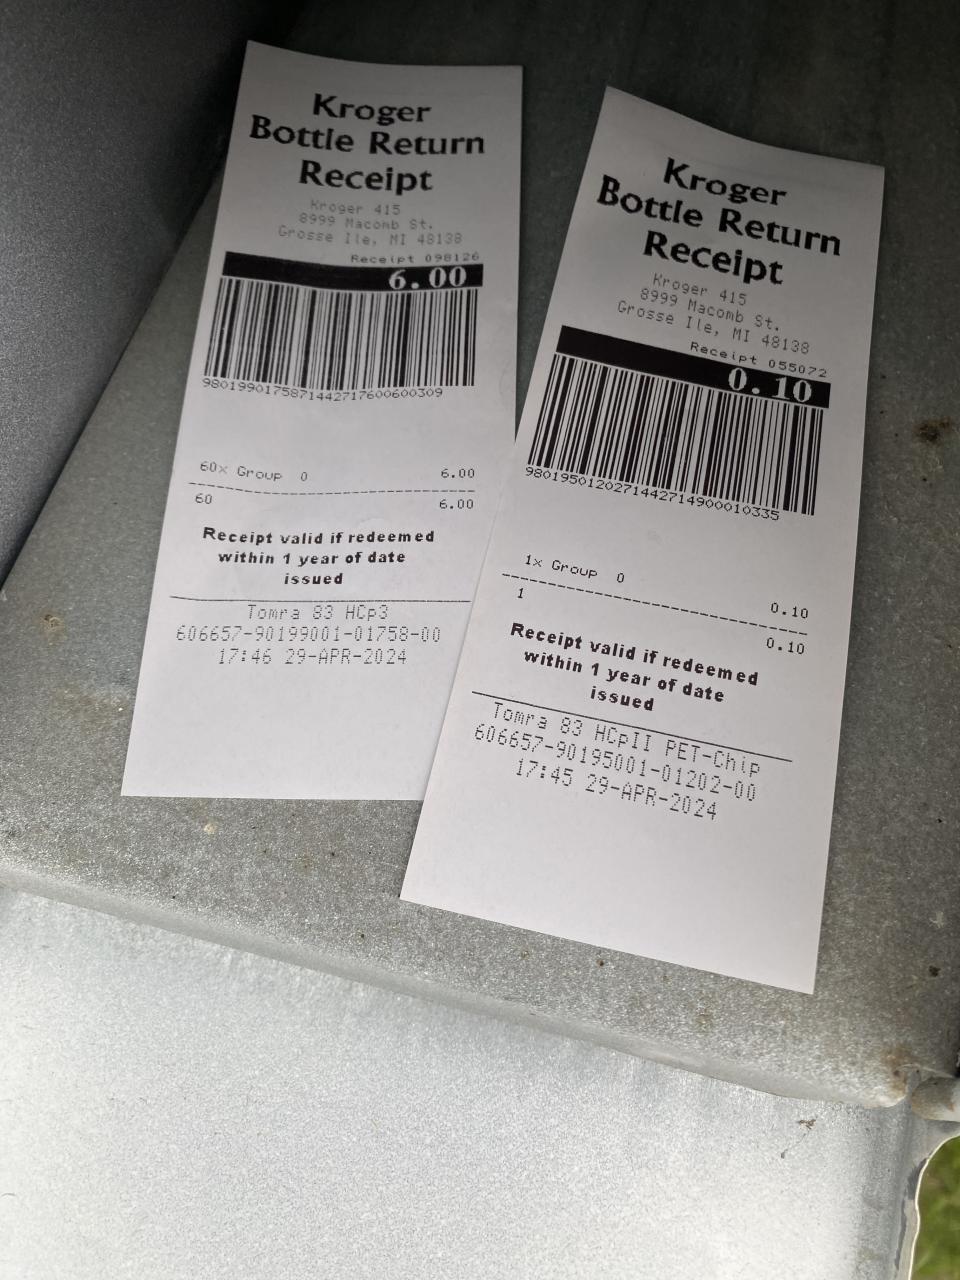 Kroger
Bottle Return
Receipt
Kroger 415
8999 Macomb St.
Grosse Ile, MI 48138
Receipt 098126
6.00
9801990175871442717600600309
60x Group 0 6.00
60 6.00
Receipt valid if redeemed
within 1 year of date
issued
Tomra 83 HCp3
606657-90199001-01758-00
17:46 29-APR-2024
Kroger
Bottle Return
Receipt
Kroger 415
8999 Macomb St.
Grosse Ile, MI 48138
Receipt 055072
0.10
9801950120271442714900010335
1x Group 0 0.10
1 0.10
Receipt valid if redeemed
within 1 year of date
issued
Tomra 83 HCpII PET-Chip
606657-90195001-01202-00
17:45 29-APR-2024